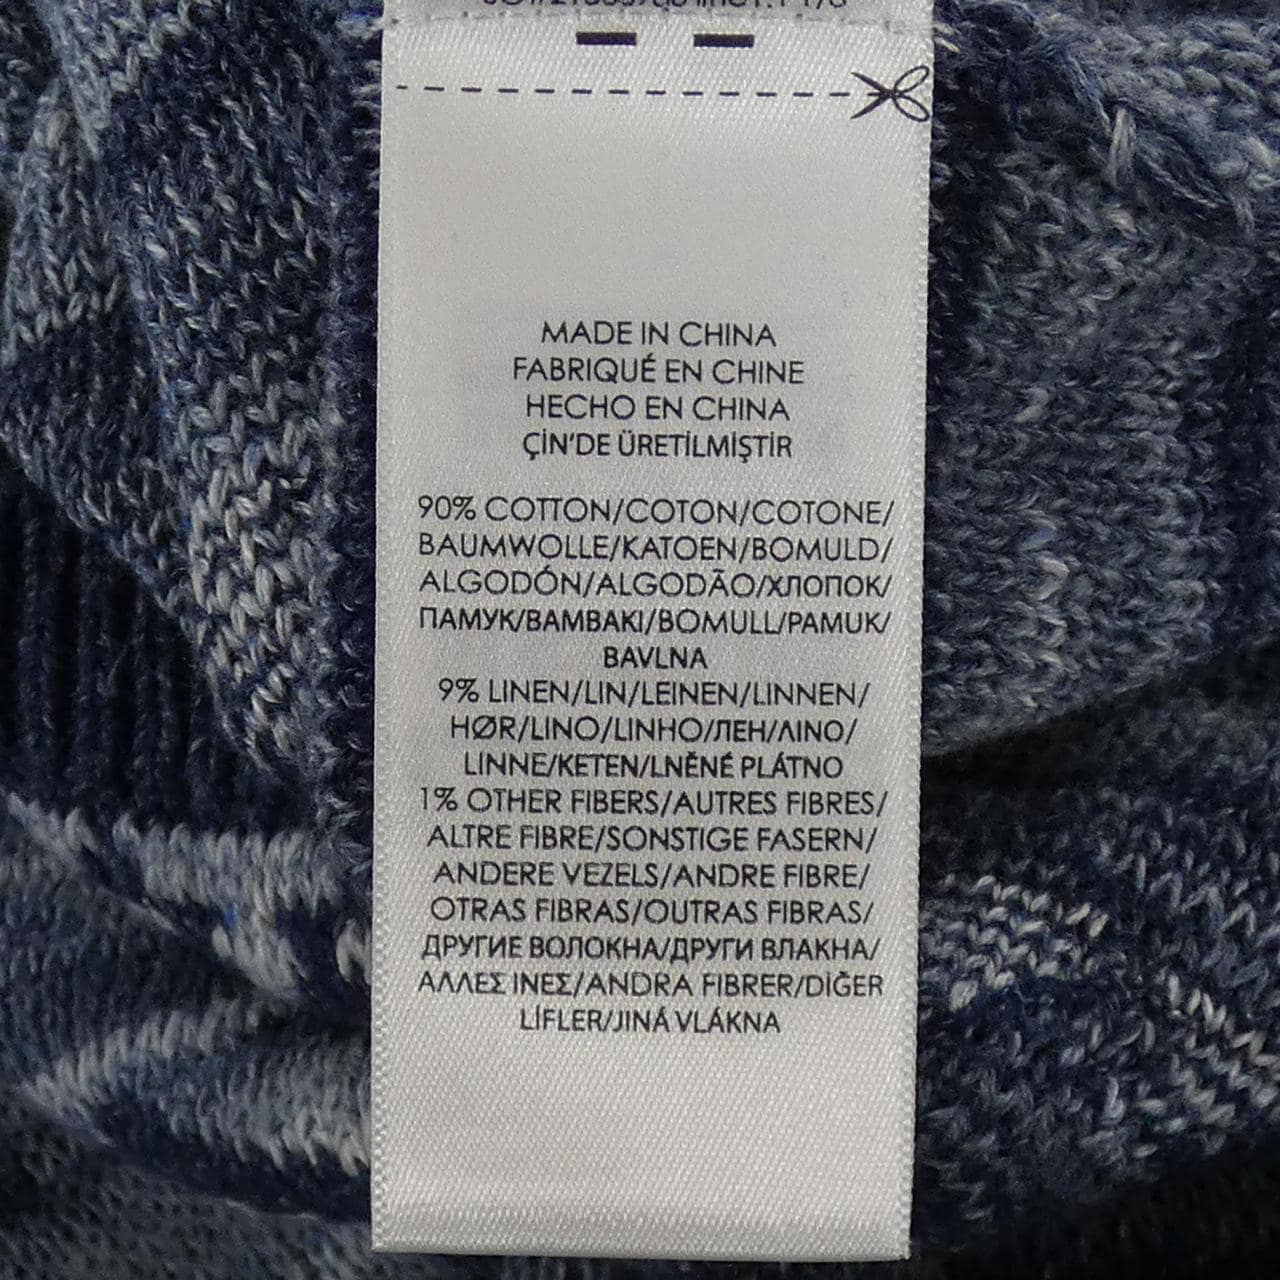 MADE IN CHINA
FABRIQUÉ EN CHINE
HECHO EN CHINA
ÇİN'DE ÜRETİLMİŞTİR
90% COTTON/COTON/COTONE/
BAUMWOLLE/KATOEN/BOMULD/
ALGODÓN/ALGODÃO/ХЛОПОК/
ПАМУК/ΒΑΜΒΑΚΙ/BOMULL/PAMUK/
BAVLNA
9% LINEN/LIN/LEINEN/LINNEN/
HØR/LINO/LINHO/ЛЕН/ΛΙΝΟ/
LINNE/KETEN/LNĚNÉ PLÁTNO
1% OTHER FIBERS/AUTRES FIBRES/
ALTRE FIBRE/SONSTIGE FASERN/
ANDERE VEZELS/ANDRE FIBRE/
OTRAS FIBRAS/OUTRAS FIBRAS/
ДРУГИЕ ВОЛОКНА/ДРУГИ ВЛАКНА/
ΑΛΛΕΣ ΙΝΕΣ/ANDRA FIBRER/DİĞER
LİFLER/JINÁ VLÁKNA